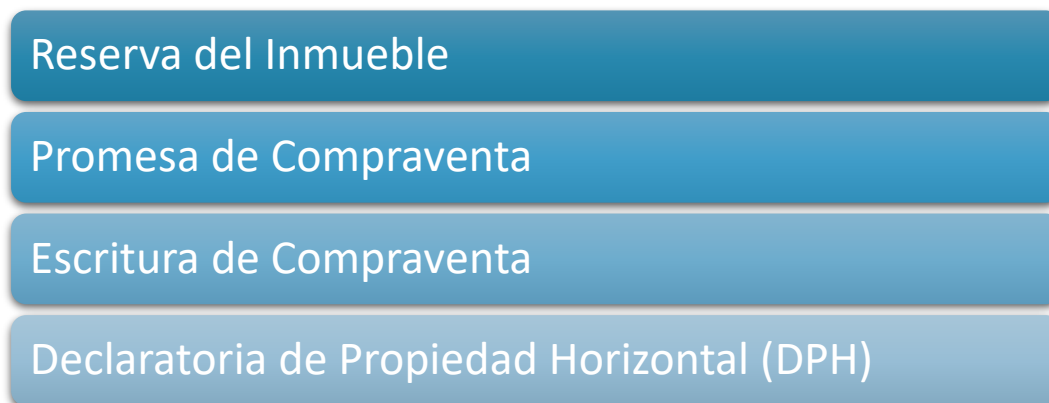 Reserva del Inmueble
Promesa de Compraventa
Escritura de Compraventa
Declaratoria de Propiedad Horizontal (DPH)